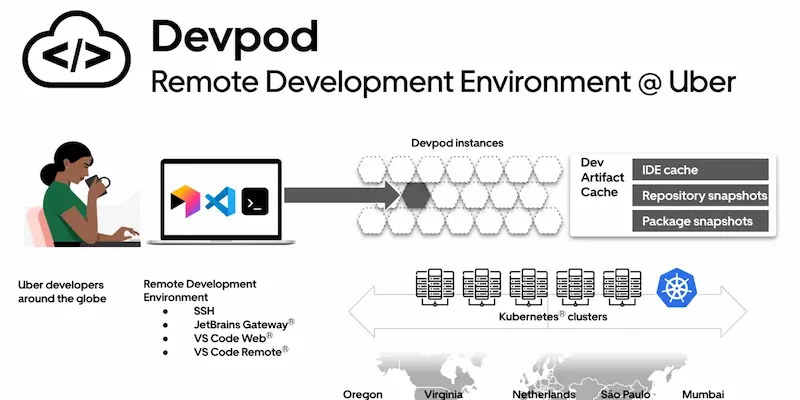 </>
Devpod
Remote Development Environment @ Uber
Devpod instances
Dev
Artifact
Cache
IDE cache
Repository snapshots
Package snapshots
>_
Uber developers
around the globe
Remote Development
Environment
● SSH
● JetBrains Gateway®
● VS Code Web®
● VS Code Remote®
Kubernetes® clusters
Oregon Virginia Netherlands São Paulo Mumbai